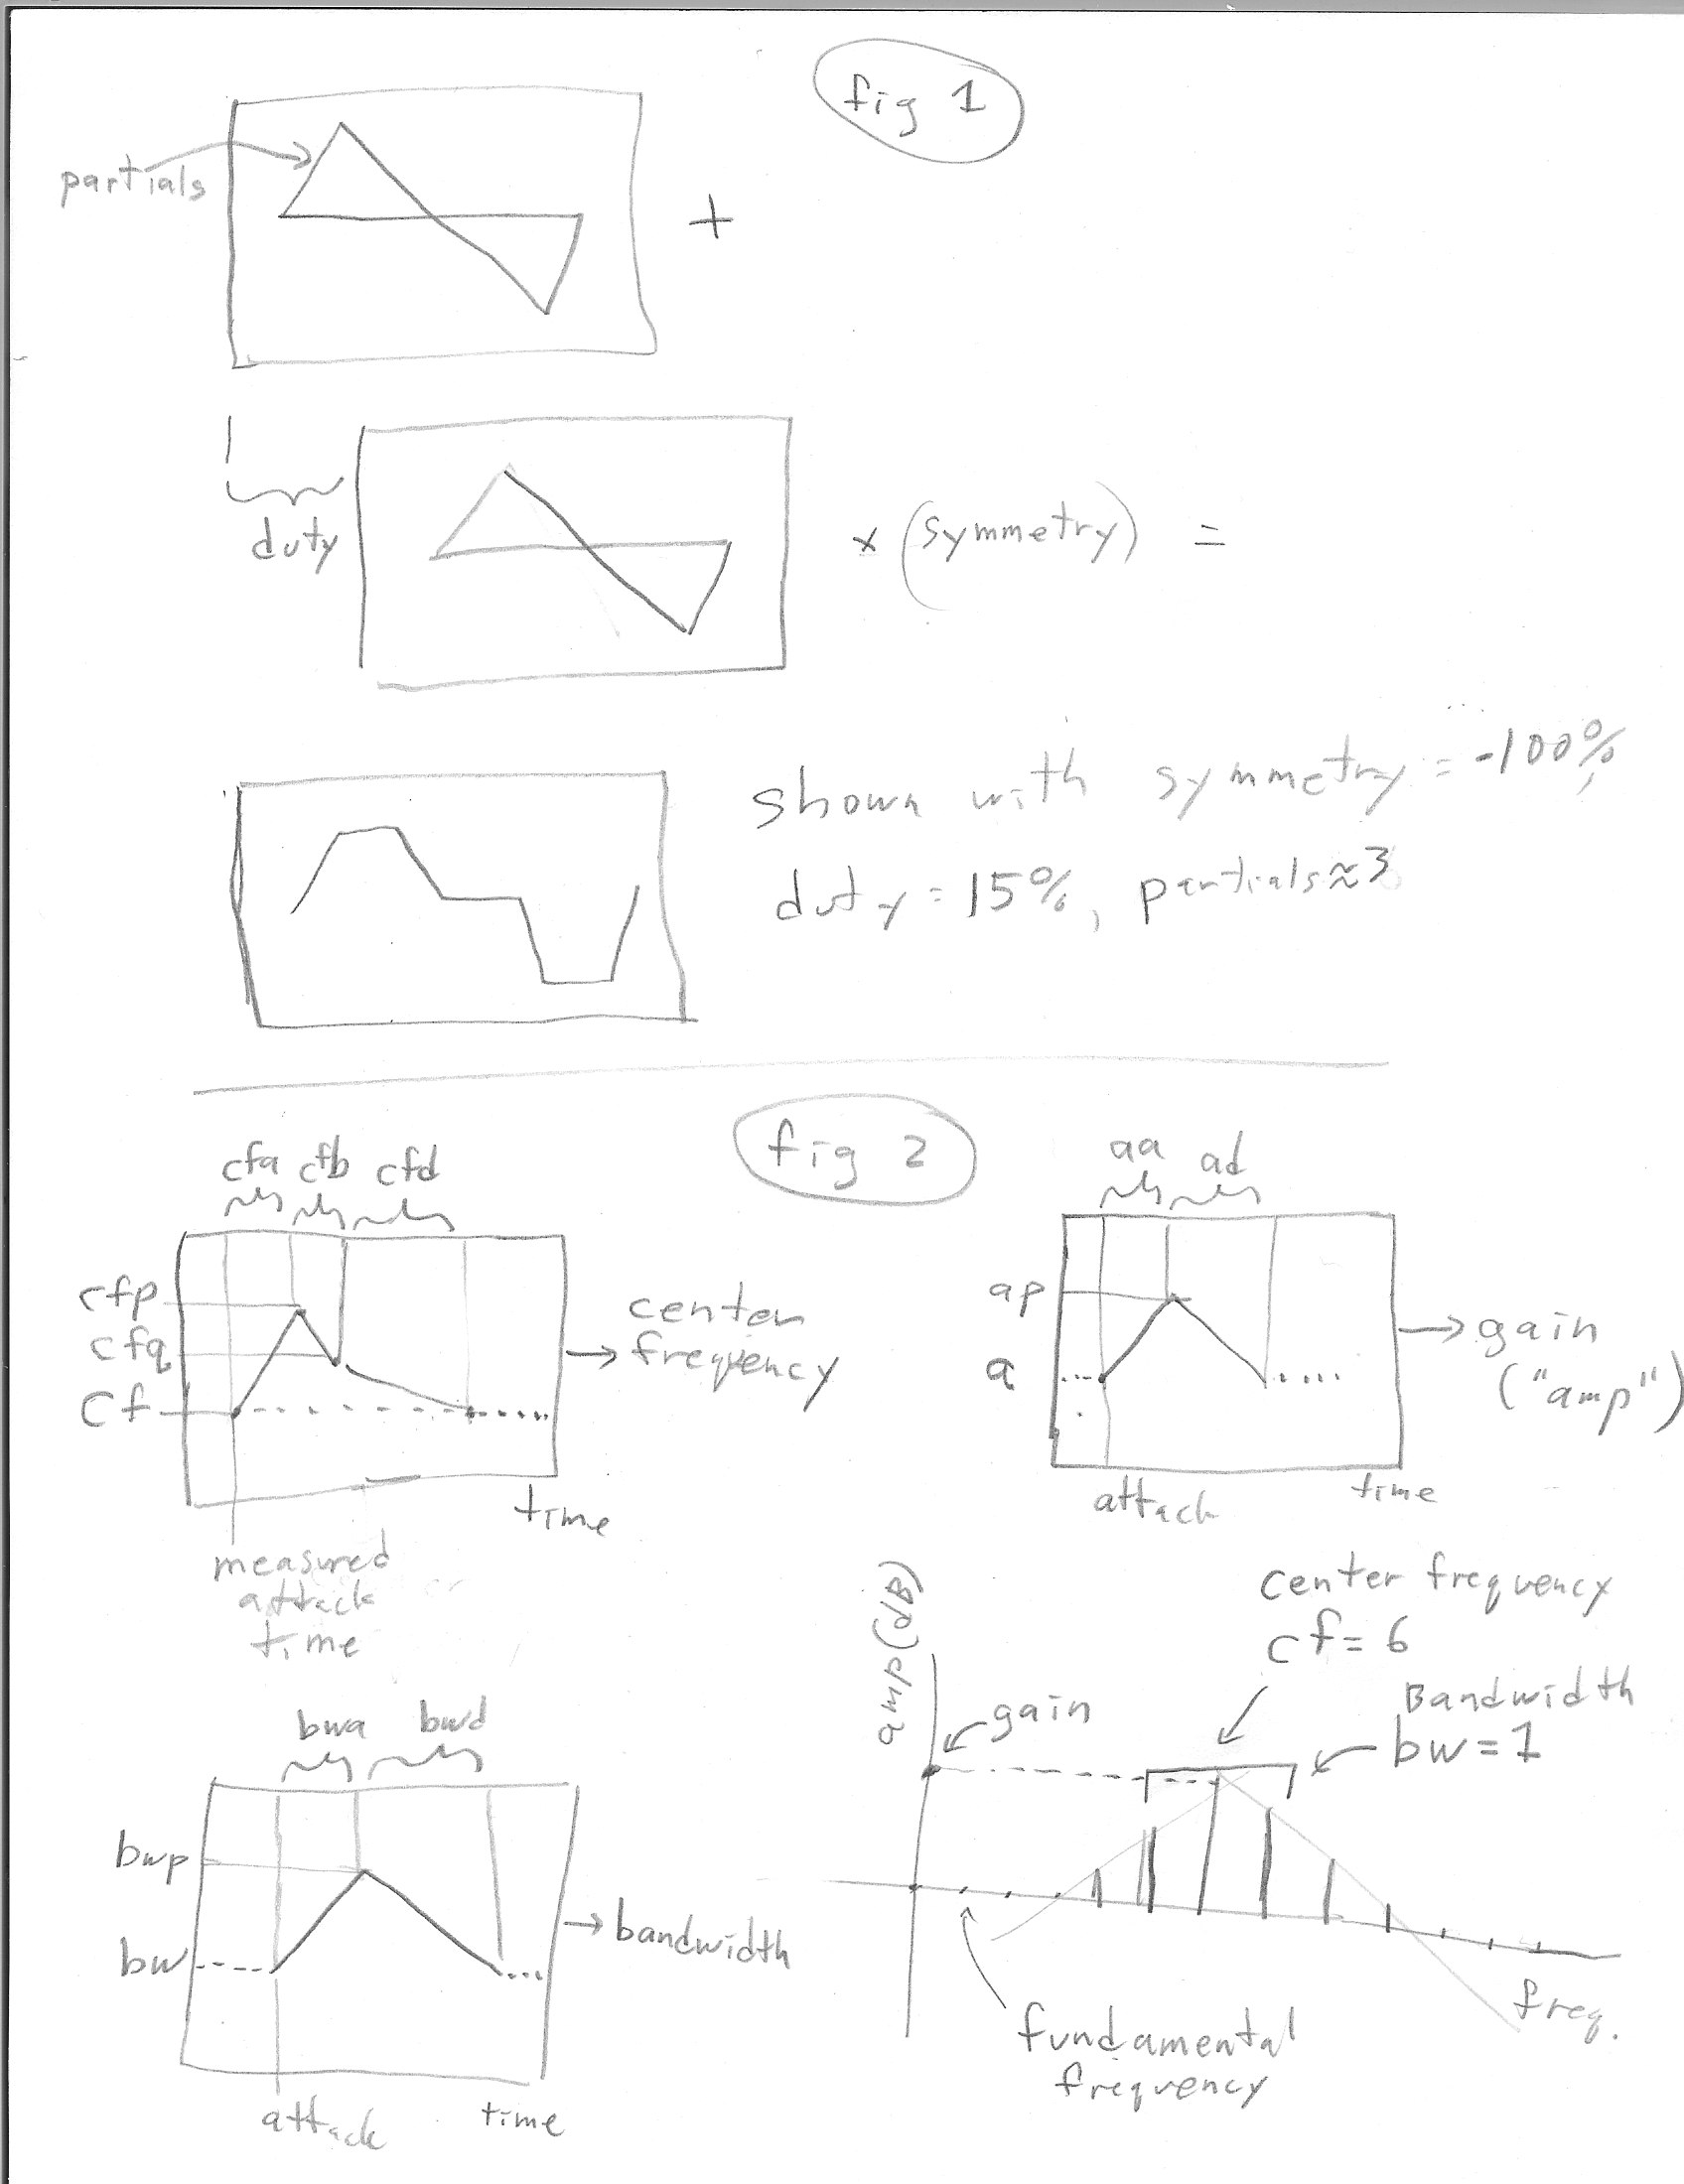 fig 1
partials
+
duty
x (symmetry) =
shown with symmetry = -100%,
duty = 15%, partials ≈ 3
fig 2
cfa cfb cfd
cfp
cfq
cf
center
frequency
time
measured
attack
time
aa ad
ap
a
gain
("amp")
attack
time
bwa bwd
bwp
bw
bandwidth
attack
time
amp (dB)
gain
center frequency
cf = 6
Bandwidth
bw = 1
fundamental
frequency
freq.